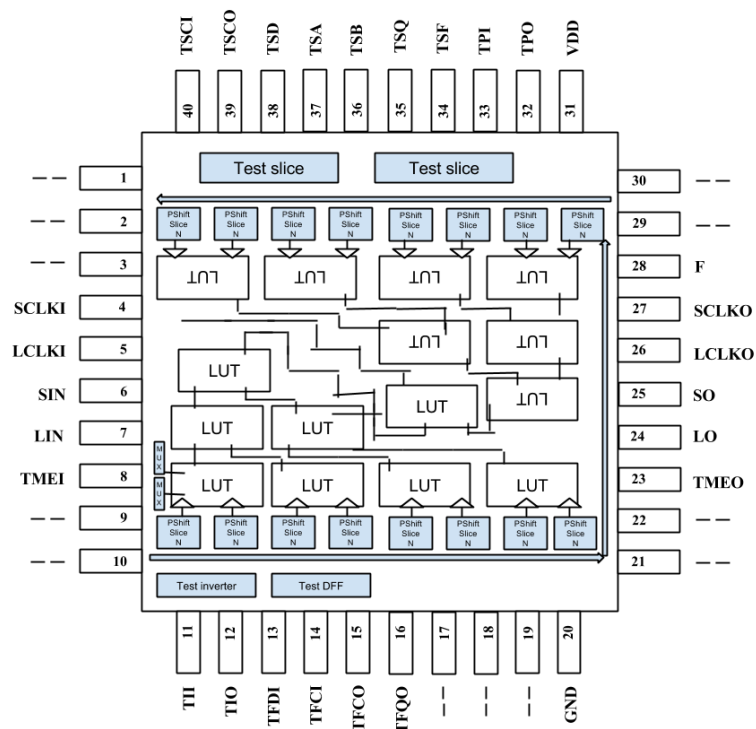 TSCI TSCO TSD TSA TSB TSQ TSF TPI TPO VDD
40 39 38 37 36 35 34 33 32 31
Test slice Test slice
-- 1 30 --
-- 2 29 --
PShift PShift PShift PShift PShift PShift PShift PShift
Slice Slice Slice Slice Slice Slice Slice Slice
N N N N N N N N
-- 3 28 F
LUT LUT LUT LUT
SCLKI 4 27 SCLKO
LUT LUT
LCLKI 5 26 LCLKO
LUT
SIN 6 25 SO
LUT LUT
LIN 7 24 LO
LUT LUT
MUX
TMEI 8 23 TMEO
LUT LUT LUT LUT
MUX
-- 9 22 --
PShift PShift PShift PShift PShift PShift PShift PShift
Slice Slice Slice Slice Slice Slice Slice Slice
N N N N N N N N
-- 10 21 --
Test inverter Test DFF
11 12 13 14 15 16 17 18 19 20
TII TIO TFDI TFCI TFCO TFQO -- -- -- GND